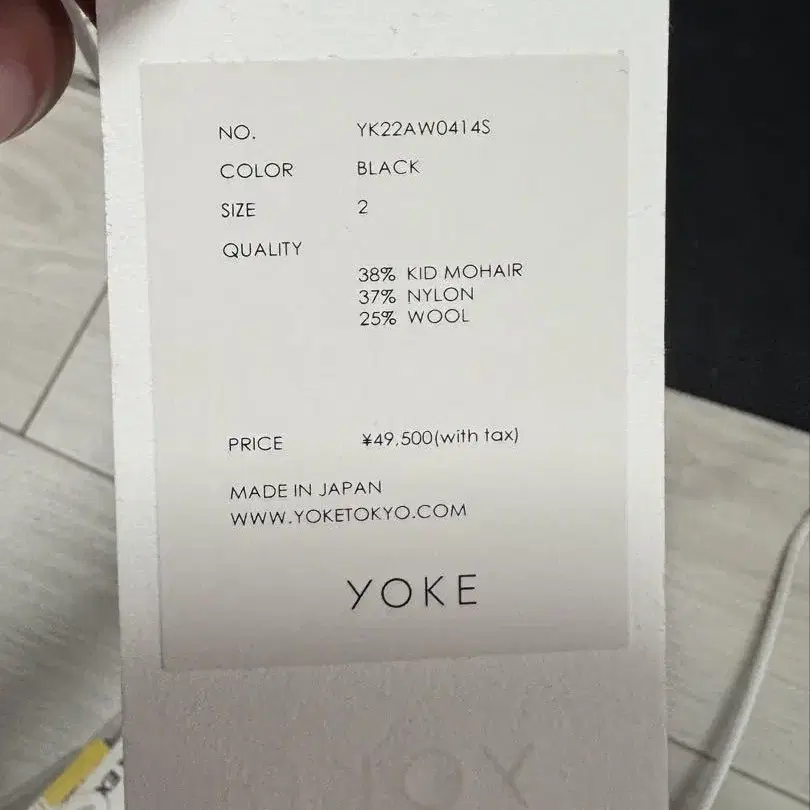 NO. YK22AW0414S
COLOR BLACK
SIZE 2
QUALITY
38% KID MOHAIR
37% NYLON
25% WOOL
PRICE ¥49,500(with tax)
MADE IN JAPAN
WWW.YOKETOKYO.COM
YOKE